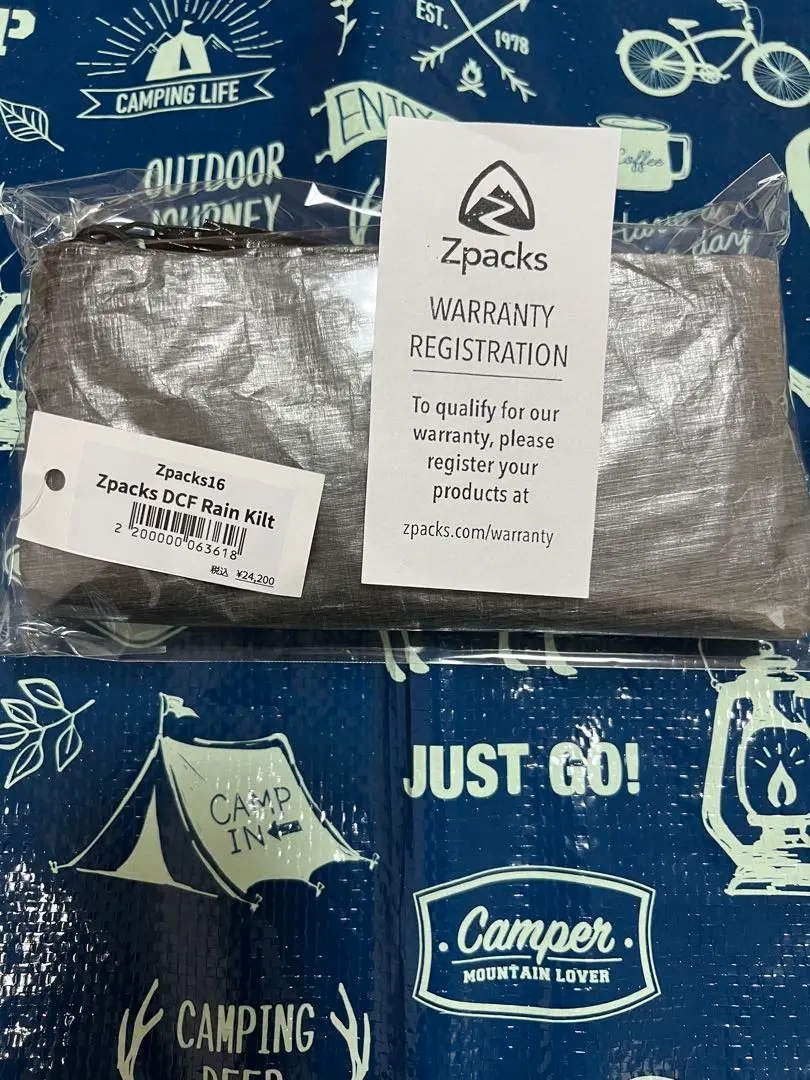 CAMPING LIFE
EST.
1978
ENJOY
OUTDOOR
JOURNEY
Coffee
day
Zpacks
WARRANTY
REGISTRATION
To qualify for our
warranty, please
register your
products at
zpacks.com/warranty
Zpacks16
Zpacks DCF Rain Kilt
2 200000 063618
税込 ¥24,200
CAMP
IN
JUST GO!
Camper
MOUNTAIN LOVER
CAMPING